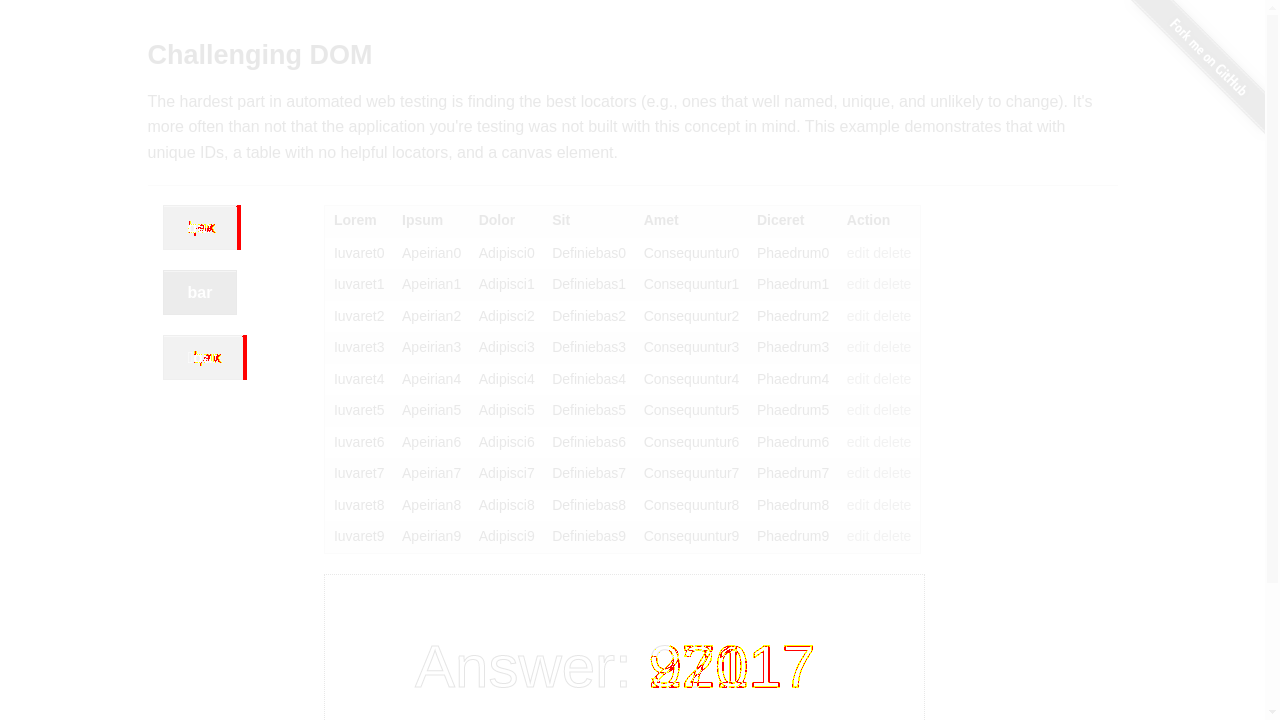 Fork me on GitHub
Challenging DOM
The hardest part in automated web testing is finding the best locators (e.g., ones that well named, unique, and unlikely to change). It's
more often than not that the application you're testing was not built with this concept in mind. This example demonstrates that with
unique IDs, a table with no helpful locators, and a canvas element.
bar
Lorem Ipsum Dolor Sit Amet Diceret Action
Iuvaret0 Apeirian0 Adipisci0 Definiebas0 Consequuntur0 Phaedrum0 edit delete
Iuvaret1 Apeirian1 Adipisci1 Definiebas1 Consequuntur1 Phaedrum1 edit delete
Iuvaret2 Apeirian2 Adipisci2 Definiebas2 Consequuntur2 Phaedrum2 edit delete
Iuvaret3 Apeirian3 Adipisci3 Definiebas3 Consequuntur3 Phaedrum3 edit delete
Iuvaret4 Apeirian4 Adipisci4 Definiebas4 Consequuntur4 Phaedrum4 edit delete
Iuvaret5 Apeirian5 Adipisci5 Definiebas5 Consequuntur5 Phaedrum5 edit delete
Iuvaret6 Apeirian6 Adipisci6 Definiebas6 Consequuntur6 Phaedrum6 edit delete
Iuvaret7 Apeirian7 Adipisci7 Definiebas7 Consequuntur7 Phaedrum7 edit delete
Iuvaret8 Apeirian8 Adipisci8 Definiebas8 Consequuntur8 Phaedrum8 edit delete
Iuvaret9 Apeirian9 Adipisci9 Definiebas9 Consequuntur9 Phaedrum9 edit delete
Answer: